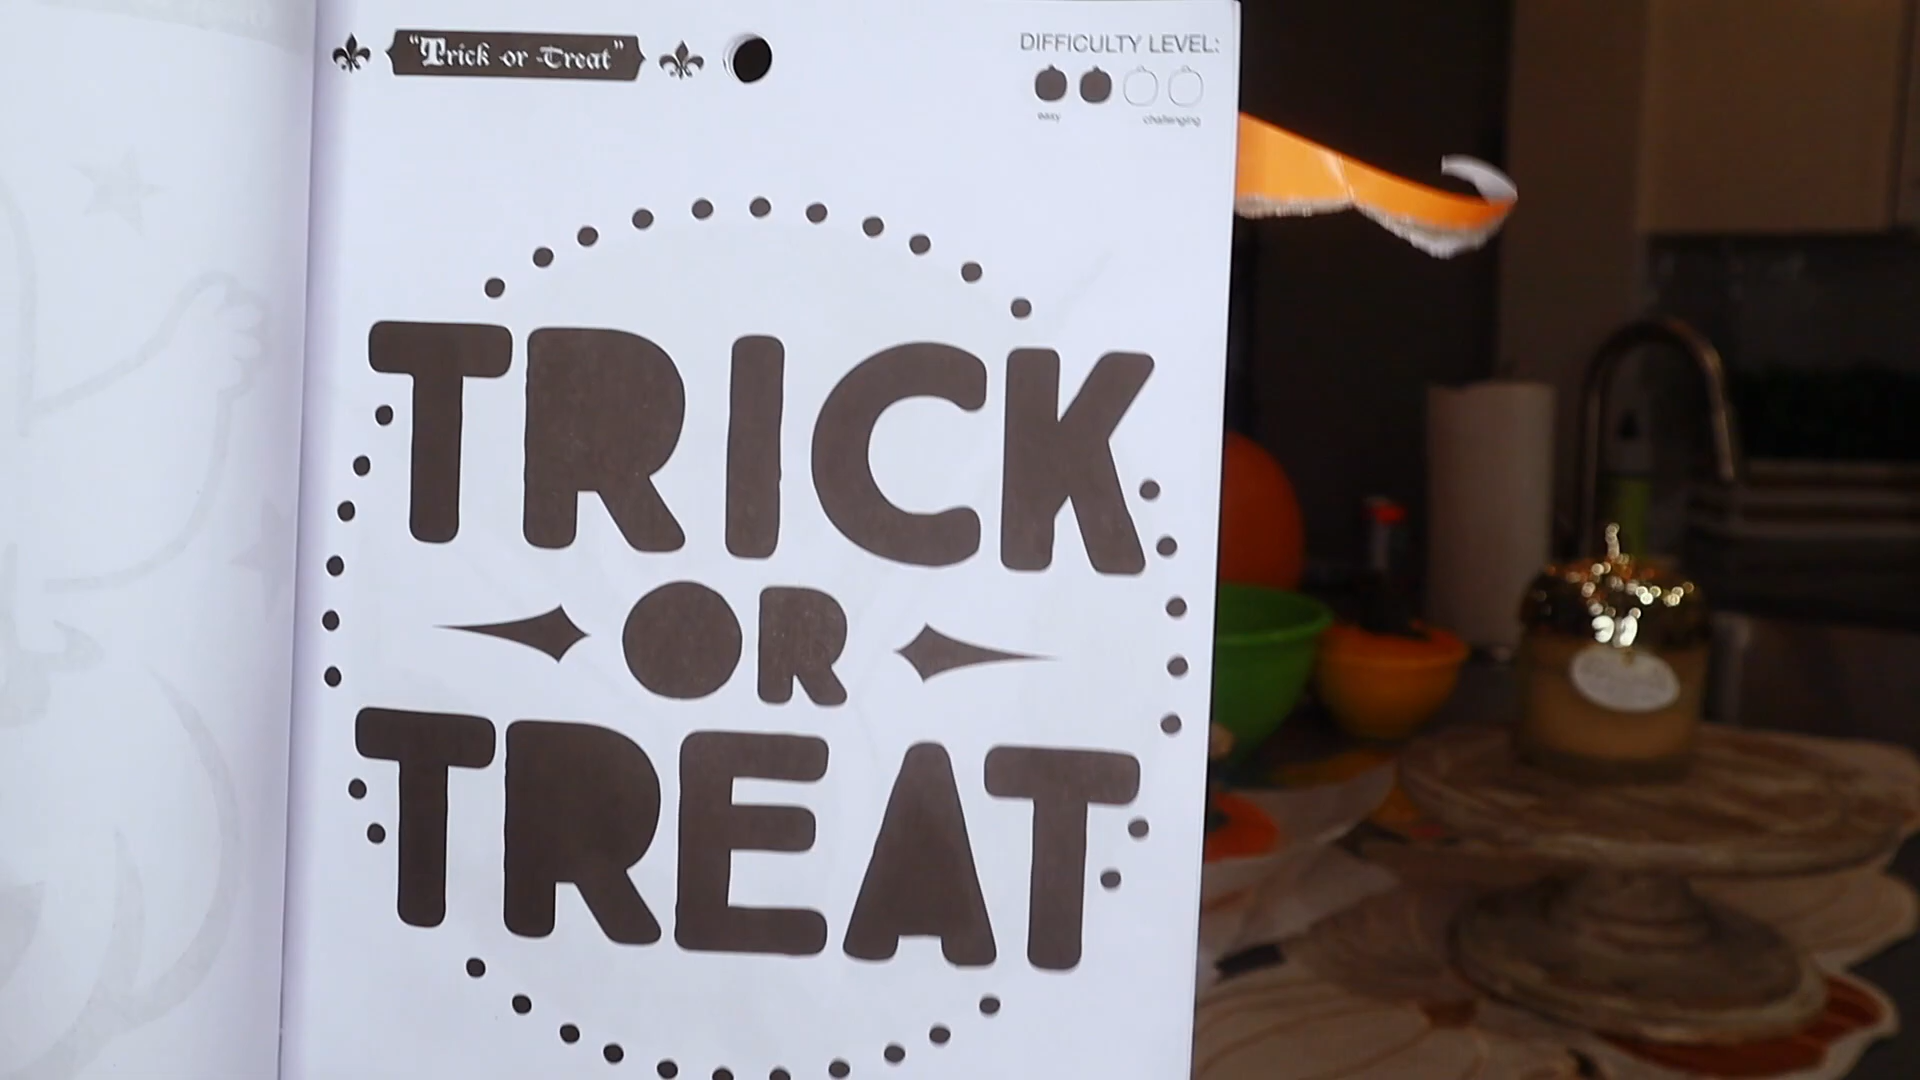 "Trick or Treat"
DIFFICULTY LEVEL:
easy challenging
TRICK
OR
TREAT